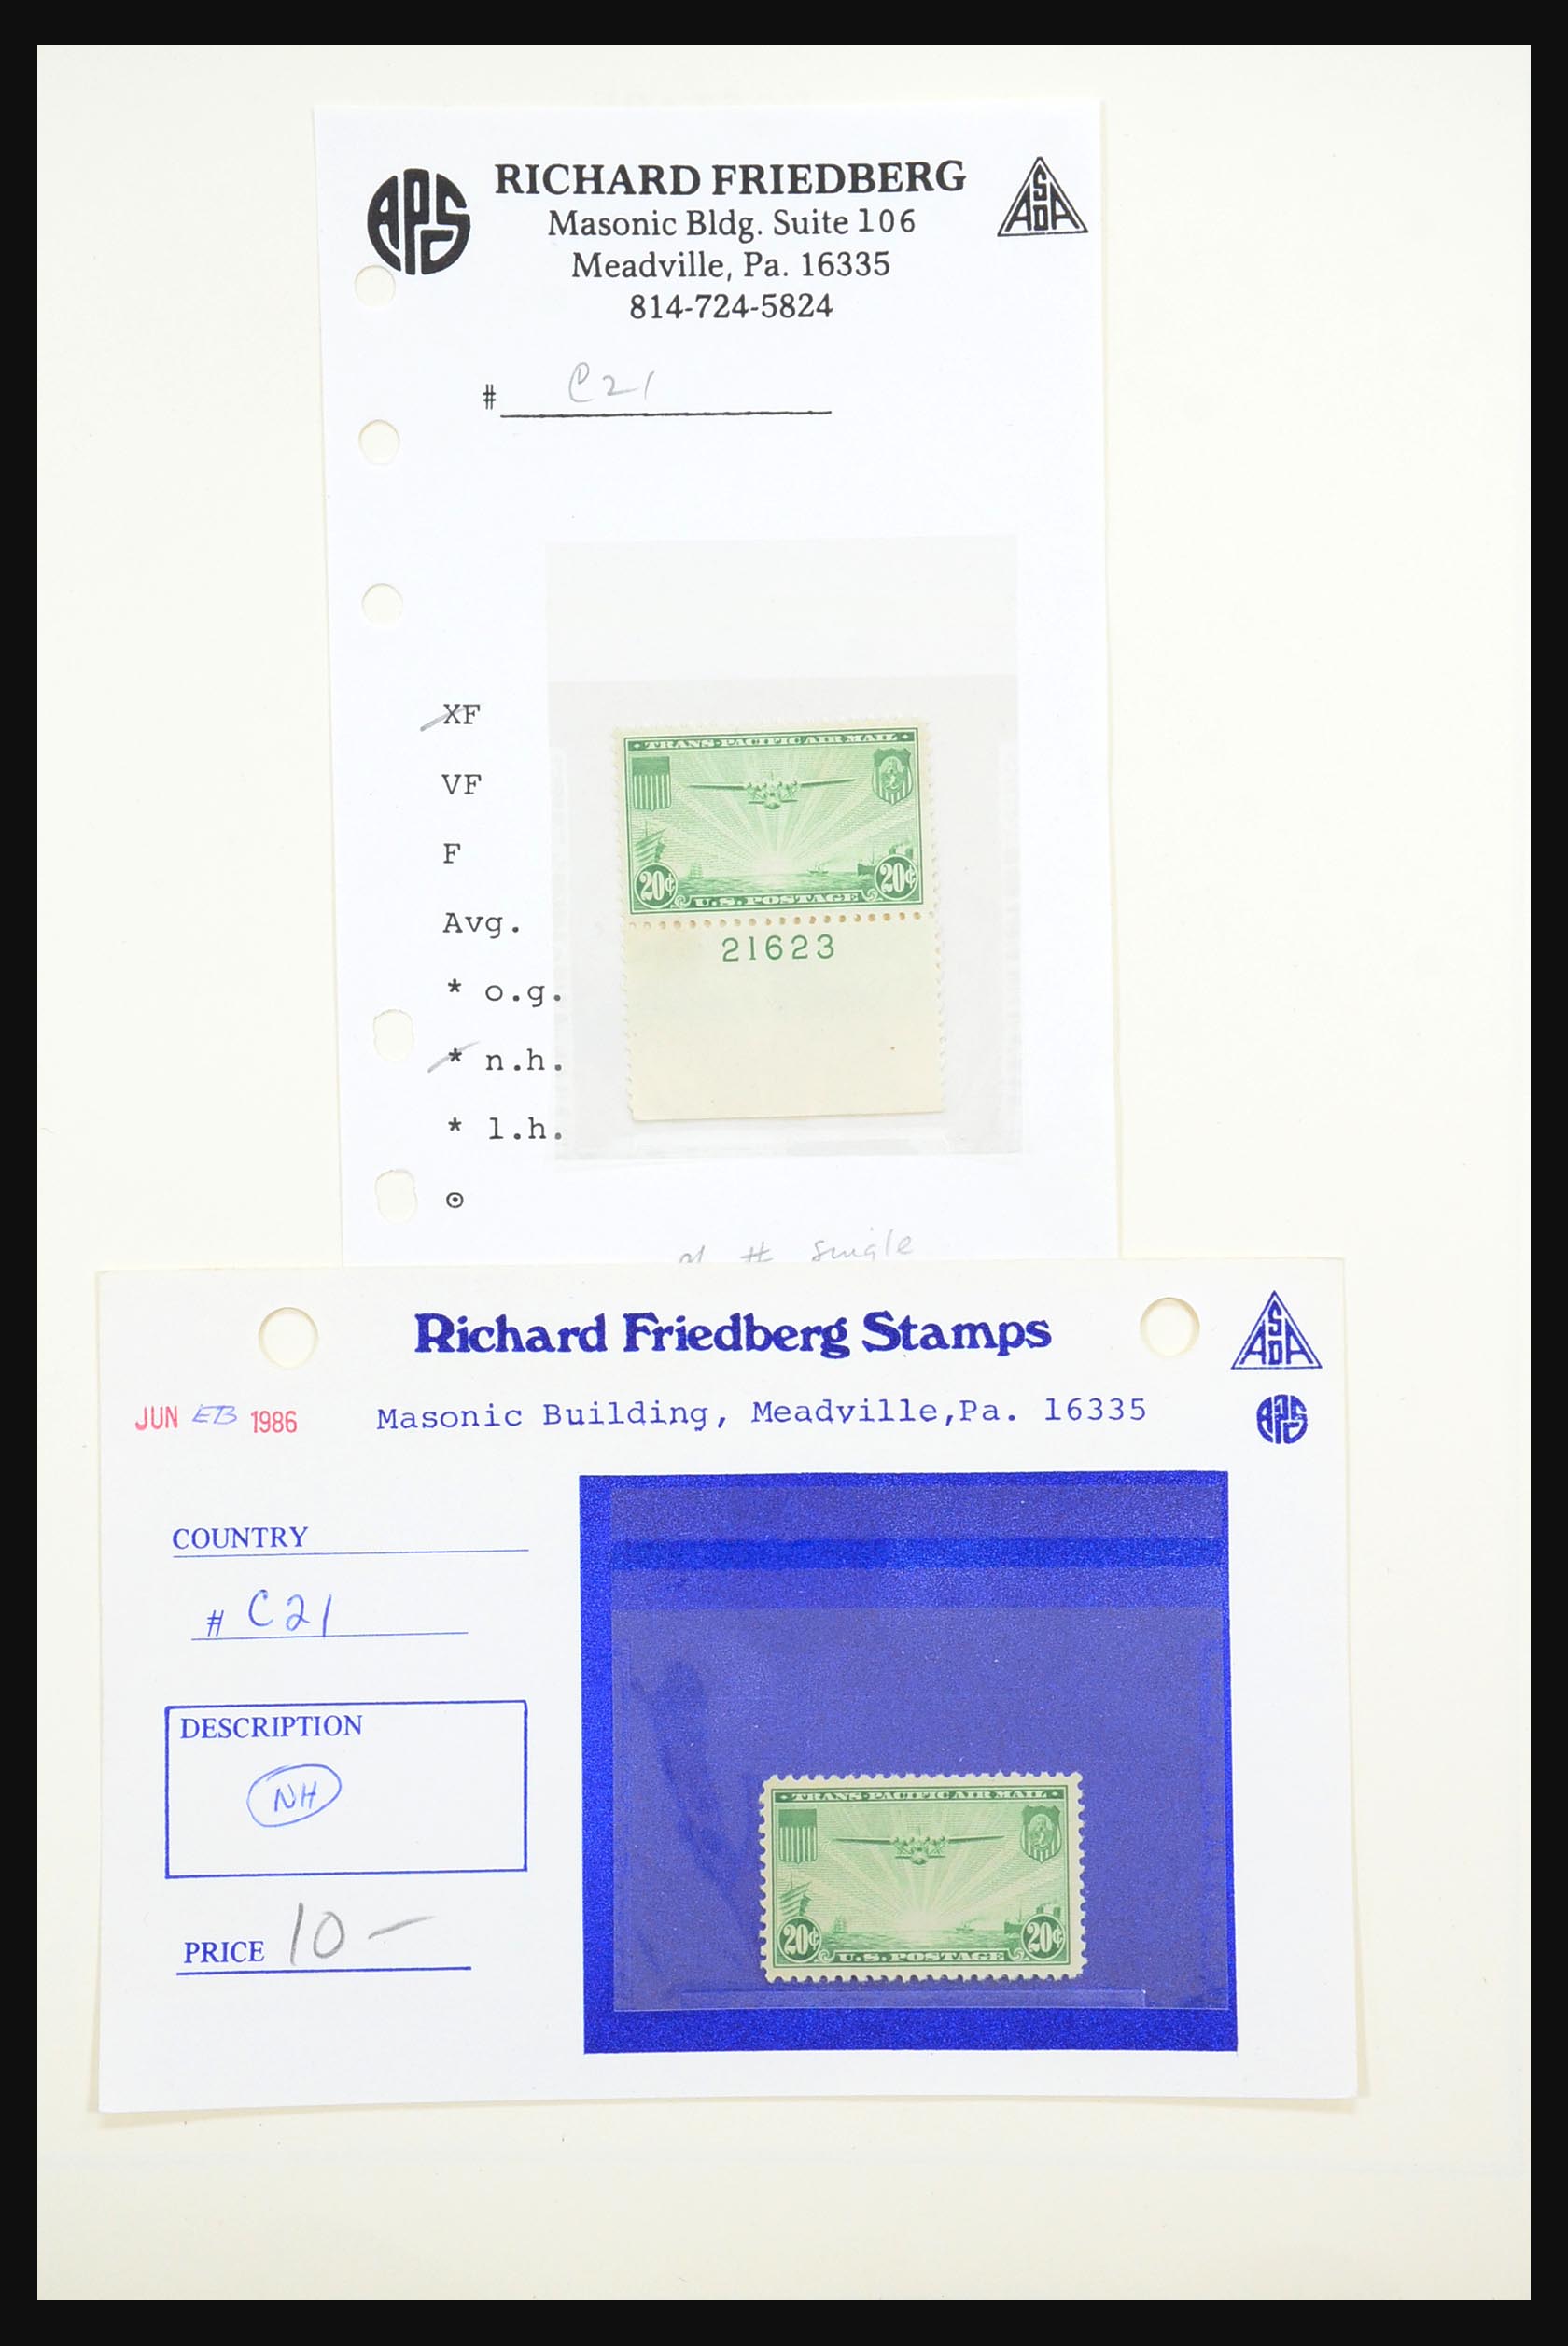 APS
RICHARD FRIEDBERG
ASDA
Masonic Bldg. Suite 106
Meadville, Pa. 16335
814-724-5824
# C21
XF
VF
F
Avg.
* o.g.
* n.h.
* l.h.
⊙
TRANS-PACIFIC AIR MAIL
20¢ 20¢
U.S. POSTAGE
21623
# single
Richard Friedberg Stamps
ASDA
JUN EB 1986
Masonic Building, Meadville,Pa. 16335
APS
COUNTRY
# C21
DESCRIPTION
NH
PRICE 10 —
TRANS-PACIFIC AIR MAIL
20¢ 20¢
U.S. POSTAGE